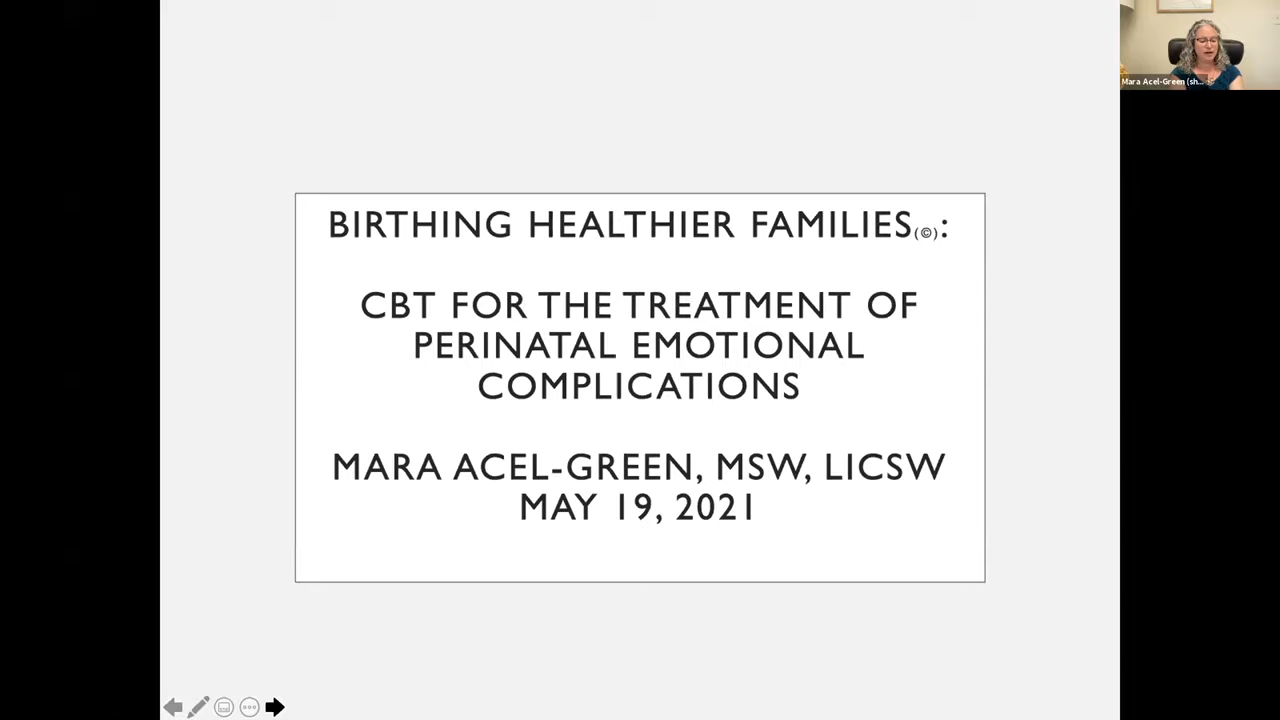 Mara Acel-Green (sh...
BIRTHING HEALTHIER FAMILIES(©):
CBT FOR THE TREATMENT OF
PERINATAL EMOTIONAL
COMPLICATIONS
MARA ACEL-GREEN, MSW, LICSW
MAY 19, 2021